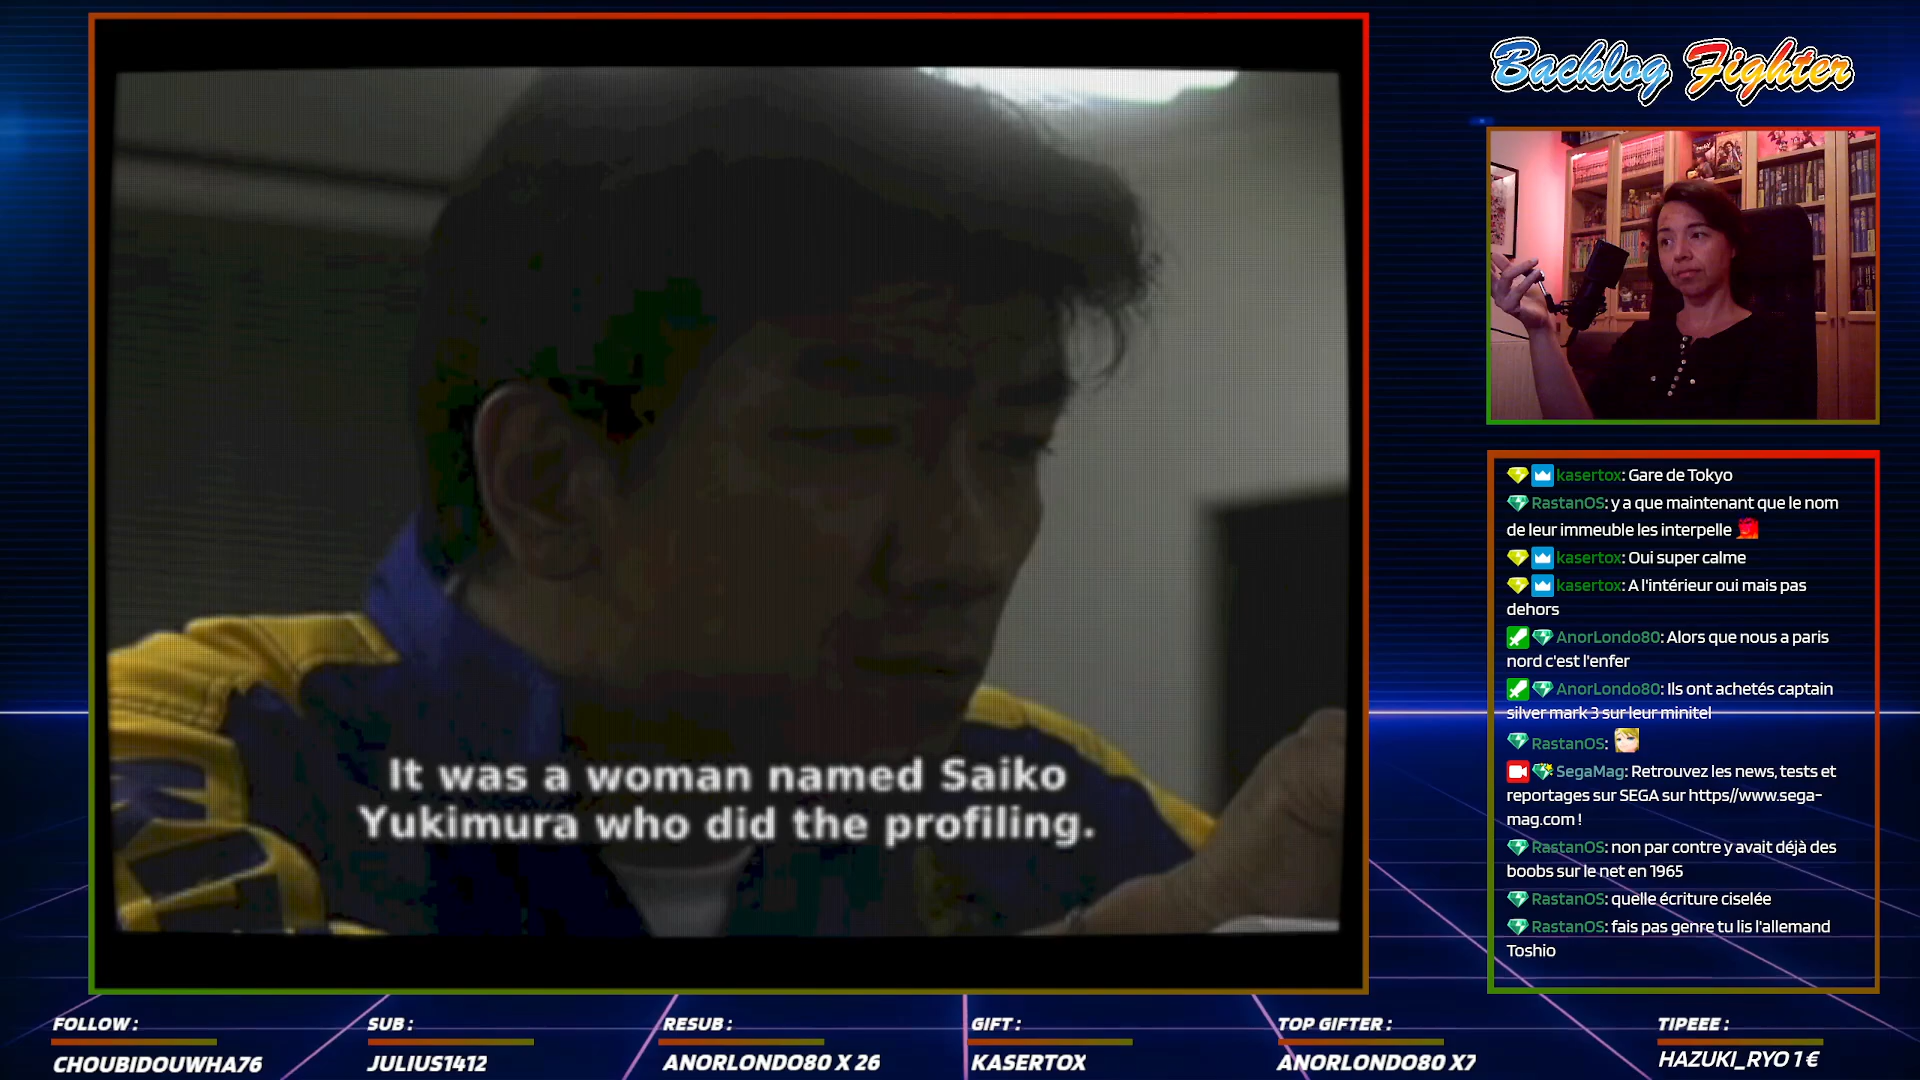 Backlog Fighter
It was a woman named Saiko
Yukimura who did the profiling.
kasertox: Gare de Tokyo
RastanOS: y a que maintenant que le nom
de leur immeuble les interpelle
kasertox: Oui super calme
kasertox: A l'intérieur oui mais pas
dehors
AnorLondo80: Alors que nous a paris
nord c'est l'enfer
AnorLondo80: Ils ont achetés captain
silver mark 3 sur leur minitel
RastanOS:
SegaMag: Retrouvez les news, tests et
reportages sur SEGA sur https//www.sega-
mag.com !
RastanOS: non par contre y avait déjà des
boobs sur le net en 1965
RastanOS: quelle écriture ciselée
RastanOS: fais pas genre tu lis l'allemand
Toshio
FOLLOW :
CHOUBIDOUWHA76
SUB :
JULIUS1412
RESUB :
ANORLONDO80 X 26
GIFT :
KASERTOX
TOP GIFTER :
ANORLONDO80 X7
TIPEEE :
HAZUKI_RYO 1 €